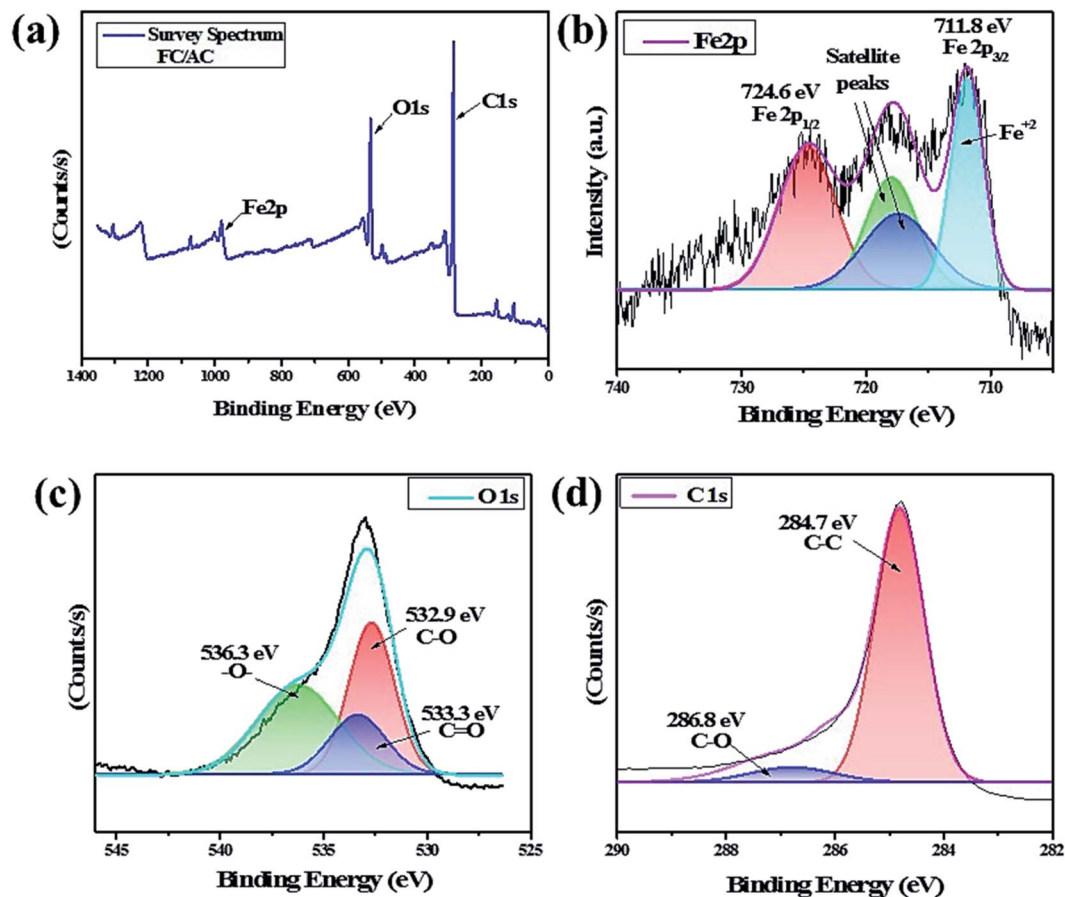 (a)
Survey Spectrum
FC/AC
O1s
C1s
Fe2p
(Counts/s)
1400 1200 1000 800 600 400 200 0
Binding Energy (eV)
(b)
Fe2p
711.8 eV
Fe 2p3/2
Satellite
peaks
724.6 eV
Fe 2p1/2
Fe+2
Intensity (a.u.)
740 730 720 710
Binding Energy (eV)
(c)
O1s
532.9 eV
C-O
536.3 eV
-O-
533.3 eV
C=O
(Counts/s)
545 540 535 530 525
Binding Energy (eV)
(d)
C1s
284.7 eV
C-C
286.8 eV
C-O
(Counts/s)
290 288 286 284 282
Binding Energy (eV)